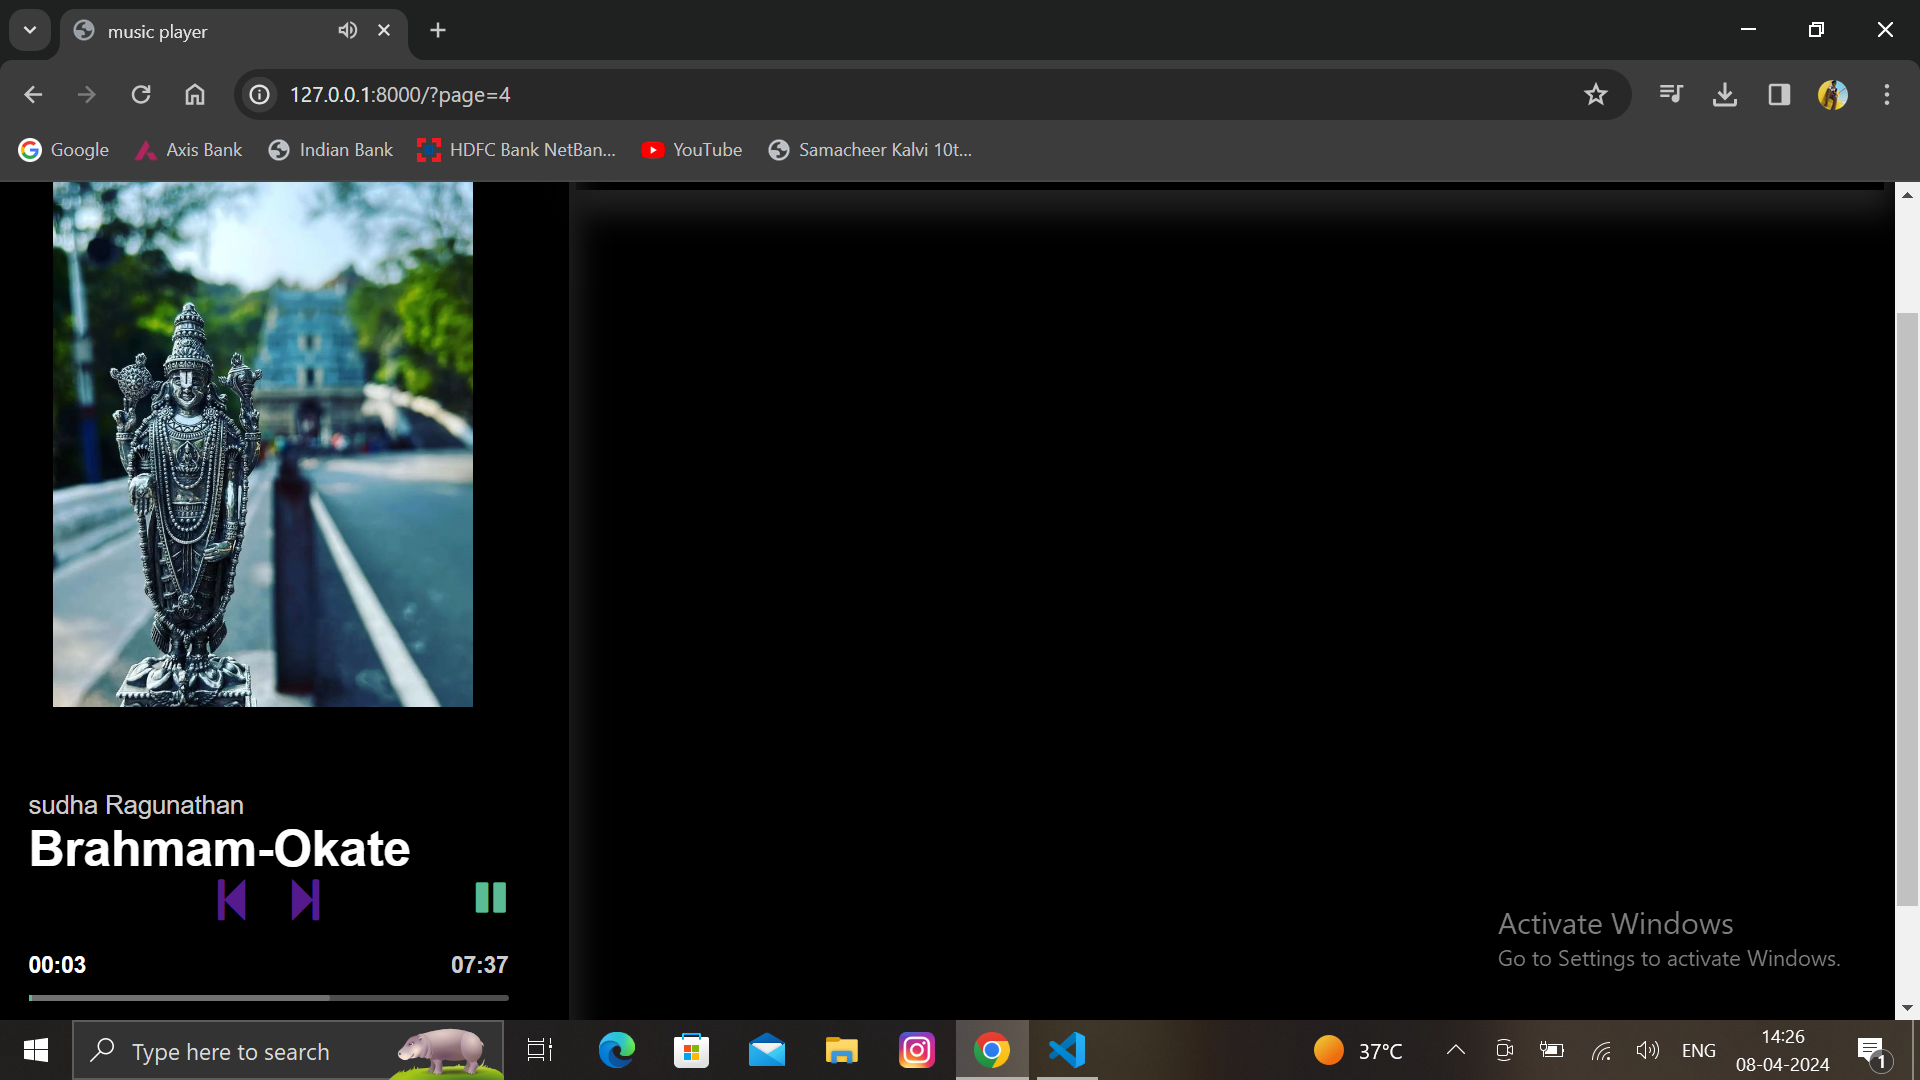 music player
127.0.0.1:8000/?page=4
Google
Axis Bank
Indian Bank
HDFC Bank NetBan...
YouTube
Samacheer Kalvi 10t...
sudha Ragunathan
Brahmam-Okate
00:03
07:37
Activate Windows
Go to Settings to activate Windows.
Type here to search
37°C
ENG
14:26
08-04-2024
1